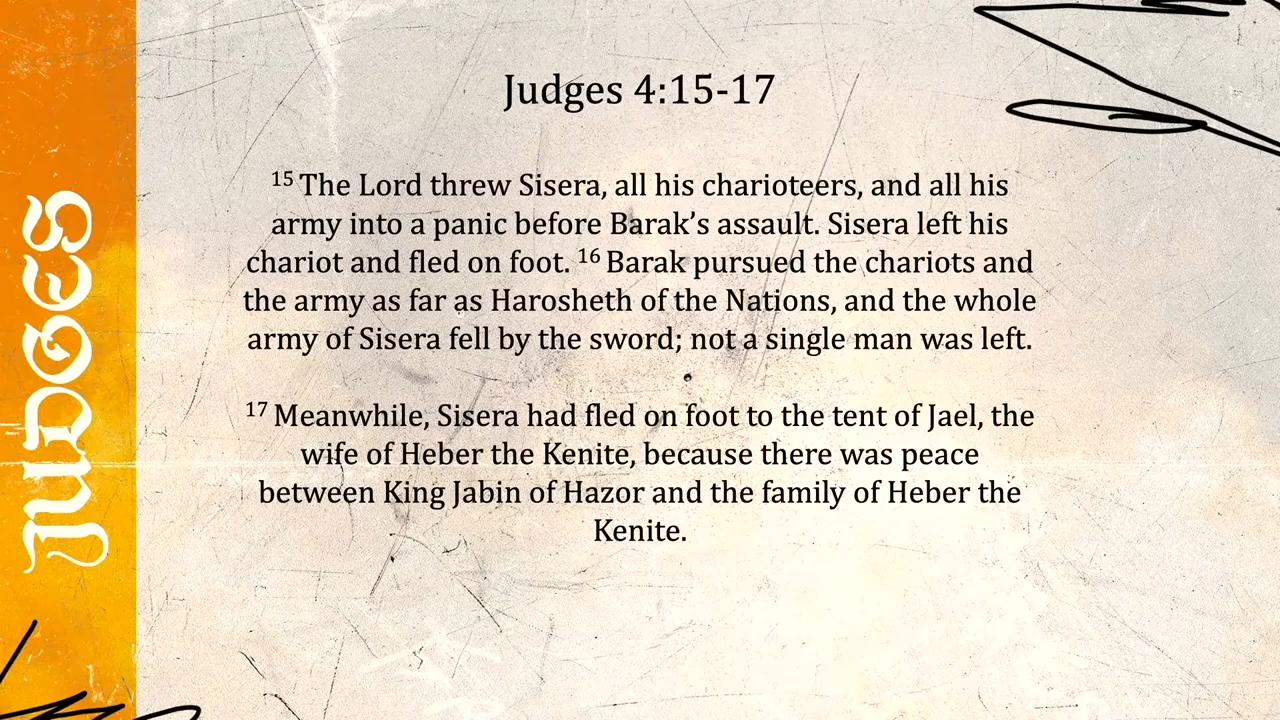 JUDGES
Judges 4:15-17
15 The Lord threw Sisera, all his charioteers, and all his
army into a panic before Barak’s assault. Sisera left his
chariot and fled on foot. 16 Barak pursued the chariots and
the army as far as Harosheth of the Nations, and the whole
army of Sisera fell by the sword; not a single man was left.
17 Meanwhile, Sisera had fled on foot to the tent of Jael, the
wife of Heber the Kenite, because there was peace
between King Jabin of Hazor and the family of Heber the
Kenite.